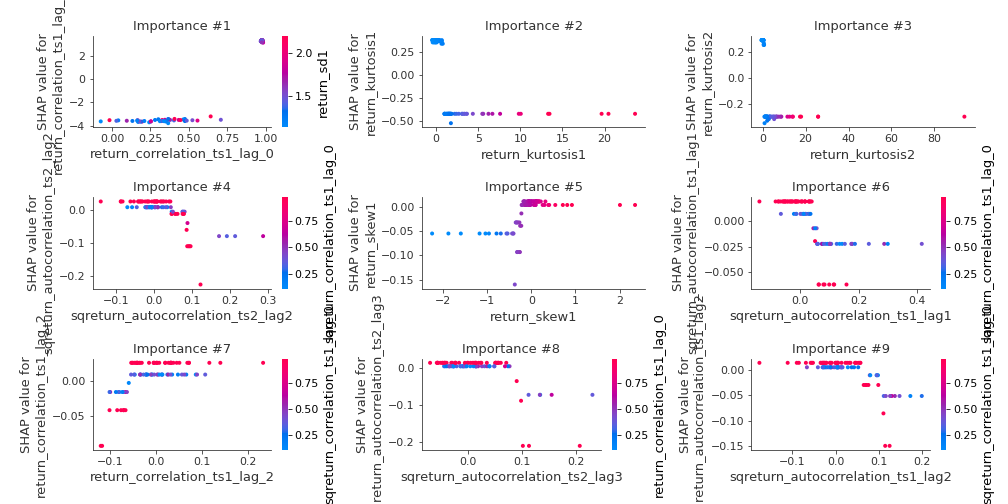 Importance #1
SHAP value for
return_correlation_ts1_lag_0
4
2
0
−2
−4
0.00
0.25
0.50
0.75
1.00
return_correlation_ts1_lag_0
2.0
1.5
return_sd1
Importance #2
SHAP value for
return_kurtosis1
0.25
0.00
−0.25
−0.50
0
5
10
15
20
return_kurtosis1
Importance #3
SHAP value for
return_kurtosis2
0.2
0.0
−0.2
0
20
40
60
80
return_kurtosis2
Importance #4
SHAP value for
sqreturn_autocorrelation_ts2_lag2
0.0
−0.1
−0.2
−0.1
0.0
0.1
0.2
0.3
sqreturn_autocorrelation_ts2_lag2
0.75
0.50
0.25
return_correlation_ts1_lag_0
Importance #5
SHAP value for
return_skew1
0.00
−0.05
−0.10
−0.15
−2
−1
0
1
2
return_skew1
Importance #6
SHAP value for
sqreturn_autocorrelation_ts1_lag1
0.000
−0.025
−0.050
0.0
0.2
0.4
sqreturn_autocorrelation_ts1_lag1
0.75
0.50
0.25
return_correlation_ts1_lag_0
Importance #7
SHAP value for
return_correlation_ts1_lag_2
0.00
−0.05
−0.1
0.0
0.1
0.2
return_correlation_ts1_lag_2
0.75
0.50
0.25
Importance #8
SHAP value for
sqreturn_autocorrelation_ts2_lag3
0.0
−0.1
−0.2
0.0
0.1
0.2
sqreturn_autocorrelation_ts2_lag3
0.75
0.50
0.25
return_correlation_ts1_lag_0
Importance #9
SHAP value for
sqreturn_autocorrelation_ts1_lag2
0.00
−0.05
−0.10
−0.15
−0.1
0.0
0.1
0.2
sqreturn_autocorrelation_ts1_lag2
0.75
0.50
0.25